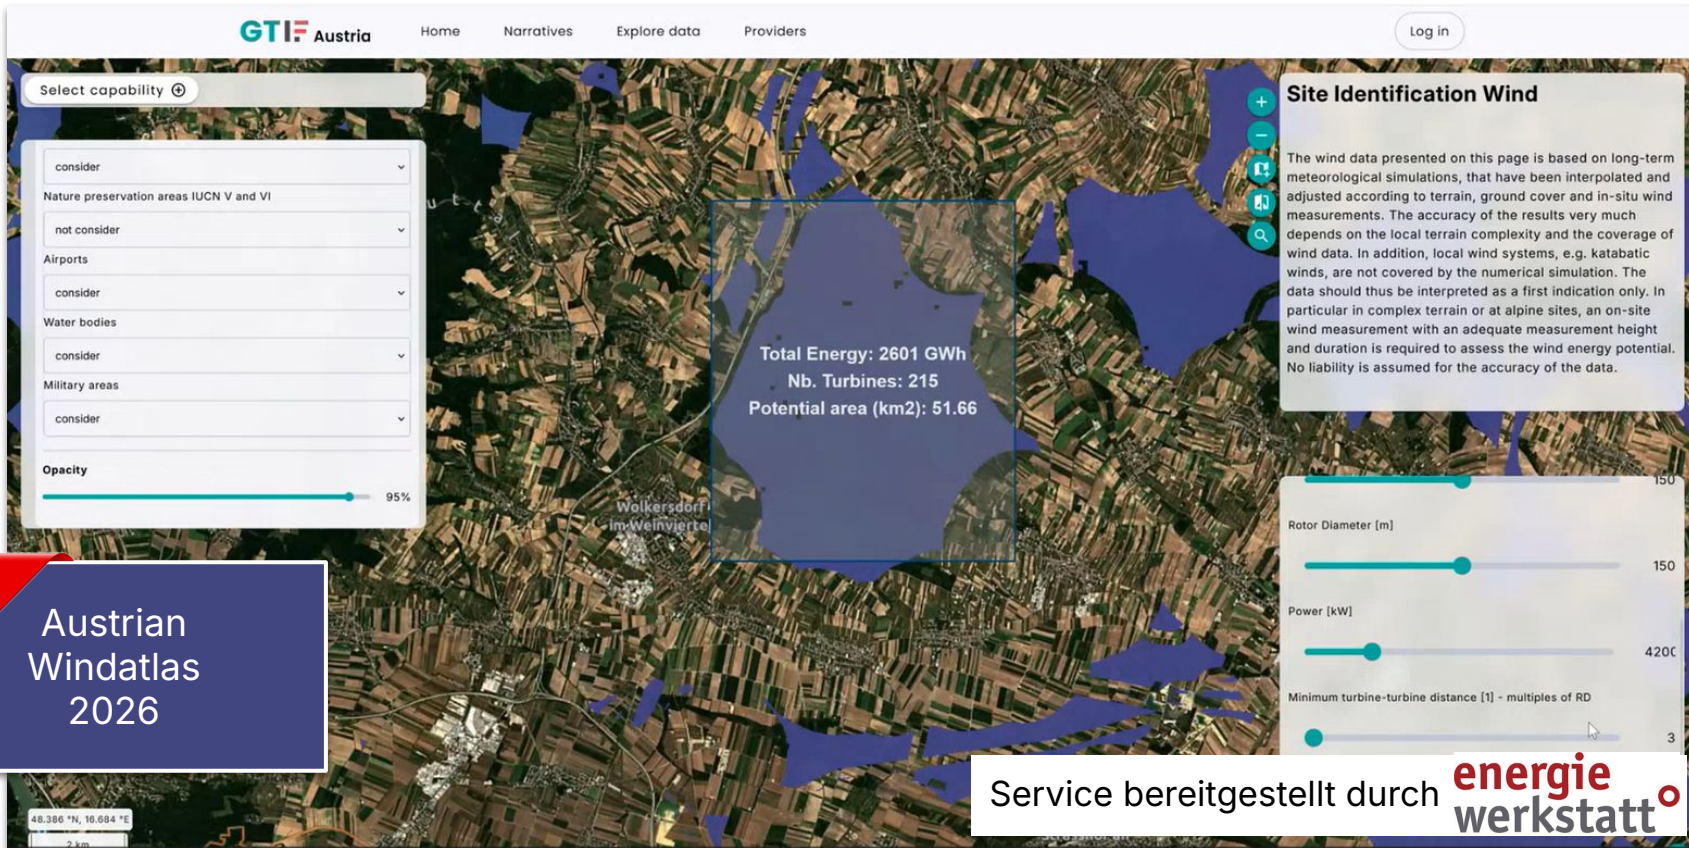 GTIF Austria
Home
Narratives
Explore data
Providers
Log in
Select capability
consider
Nature preservation areas IUCN V and VI
not consider
Airports
consider
Water bodies
consider
Military areas
consider
Opacity
95%
Total Energy: 2601 GWh
Nb. Turbines: 215
Potential area (km2): 51.66
Wolkersdorf
im Weinvierte
Site Identification Wind
The wind data presented on this page is based on long-term
meteorological simulations, that have been interpolated and
adjusted according to terrain, ground cover and in-situ wind
measurements. The accuracy of the results very much
depends on the local terrain complexity and the coverage of
wind data. In addition, local wind systems, e.g. katabatic
winds, are not covered by the numerical simulation. The
data should thus be interpreted as a first indication only. In
particular in complex terrain or at alpine sites, an on-site
wind measurement with an adequate measurement height
and duration is required to assess the wind energy potential.
No liability is assumed for the accuracy of the data.
150
Rotor Diameter [m]
150
Power [kW]
4200
Minimum turbine-turbine distance [1] - multiples of RD
3
Austrian
Windatlas
2026
48.386 °N, 16.684 °E
2 km
Service bereitgestellt durch
energie
werkstatt